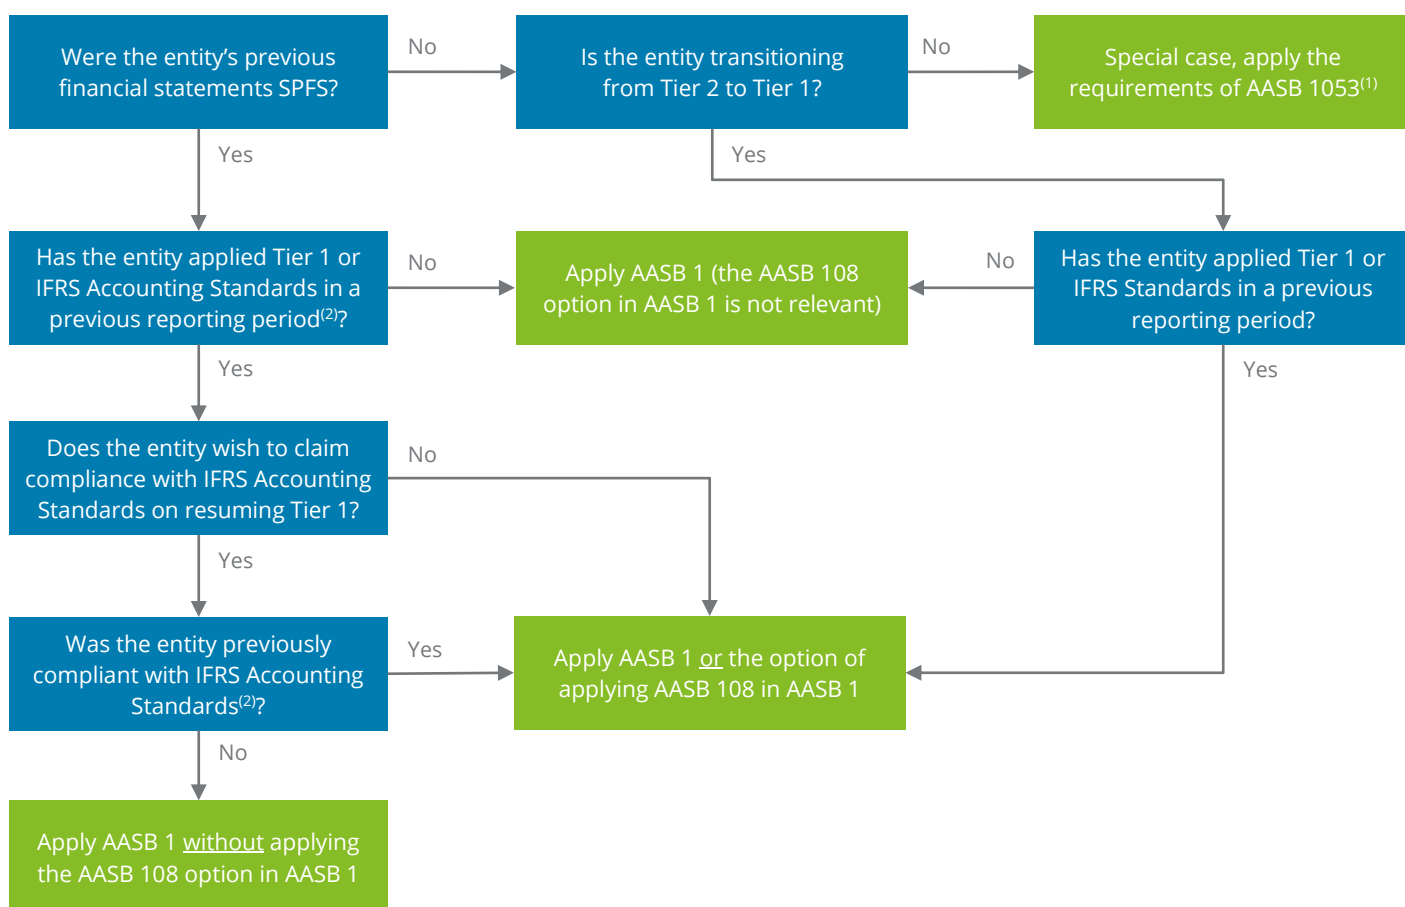 Were the entity’s previous
financial statements SPFS?
No
Is the entity transitioning
from Tier 2 to Tier 1?
No
Special case, apply the
requirements of AASB 1053(1)
Yes
Yes
Has the entity applied Tier 1 or
IFRS Accounting Standards in a
previous reporting period(2)?
No
Apply AASB 1 (the AASB 108
option in AASB 1 is not relevant)
No
Has the entity applied Tier 1 or
IFRS Standards in a previous
reporting period?
Yes
Yes
Does the entity wish to claim
compliance with IFRS Accounting
Standards on resuming Tier 1?
No
Yes
Was the entity previously
compliant with IFRS Accounting
Standards(2)?
Yes
Apply AASB 1 or the option of
applying AASB 108 in AASB 1
No
Apply AASB 1 without applying
the AASB 108 option in AASB 1